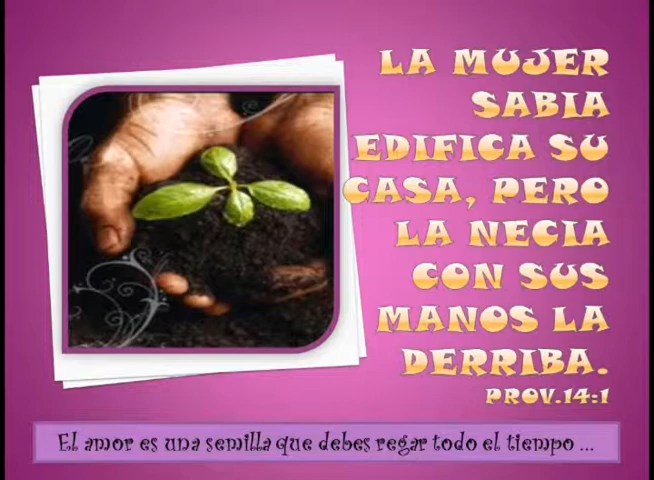 LA MUJER
SABIA
EDIFICA SU
CASA, PERO
LA NECIA
CON SUS
MANOS LA
DERRIBA.
PROV.14:1
El amor es una semilla que debes regar todo el tiempo ...